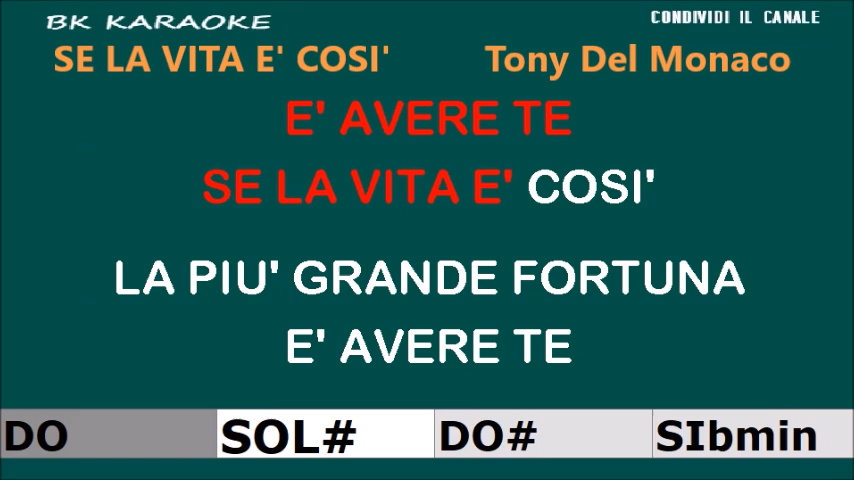 BK KARAOKE
CONDIVIDI IL CANALE
SE LA VITA E' COSI' Tony Del Monaco
E' AVERE TE
SE LA VITA E' COSI'
LA PIU' GRANDE FORTUNA
E' AVERE TE
DO SOL# DO# SIbmin